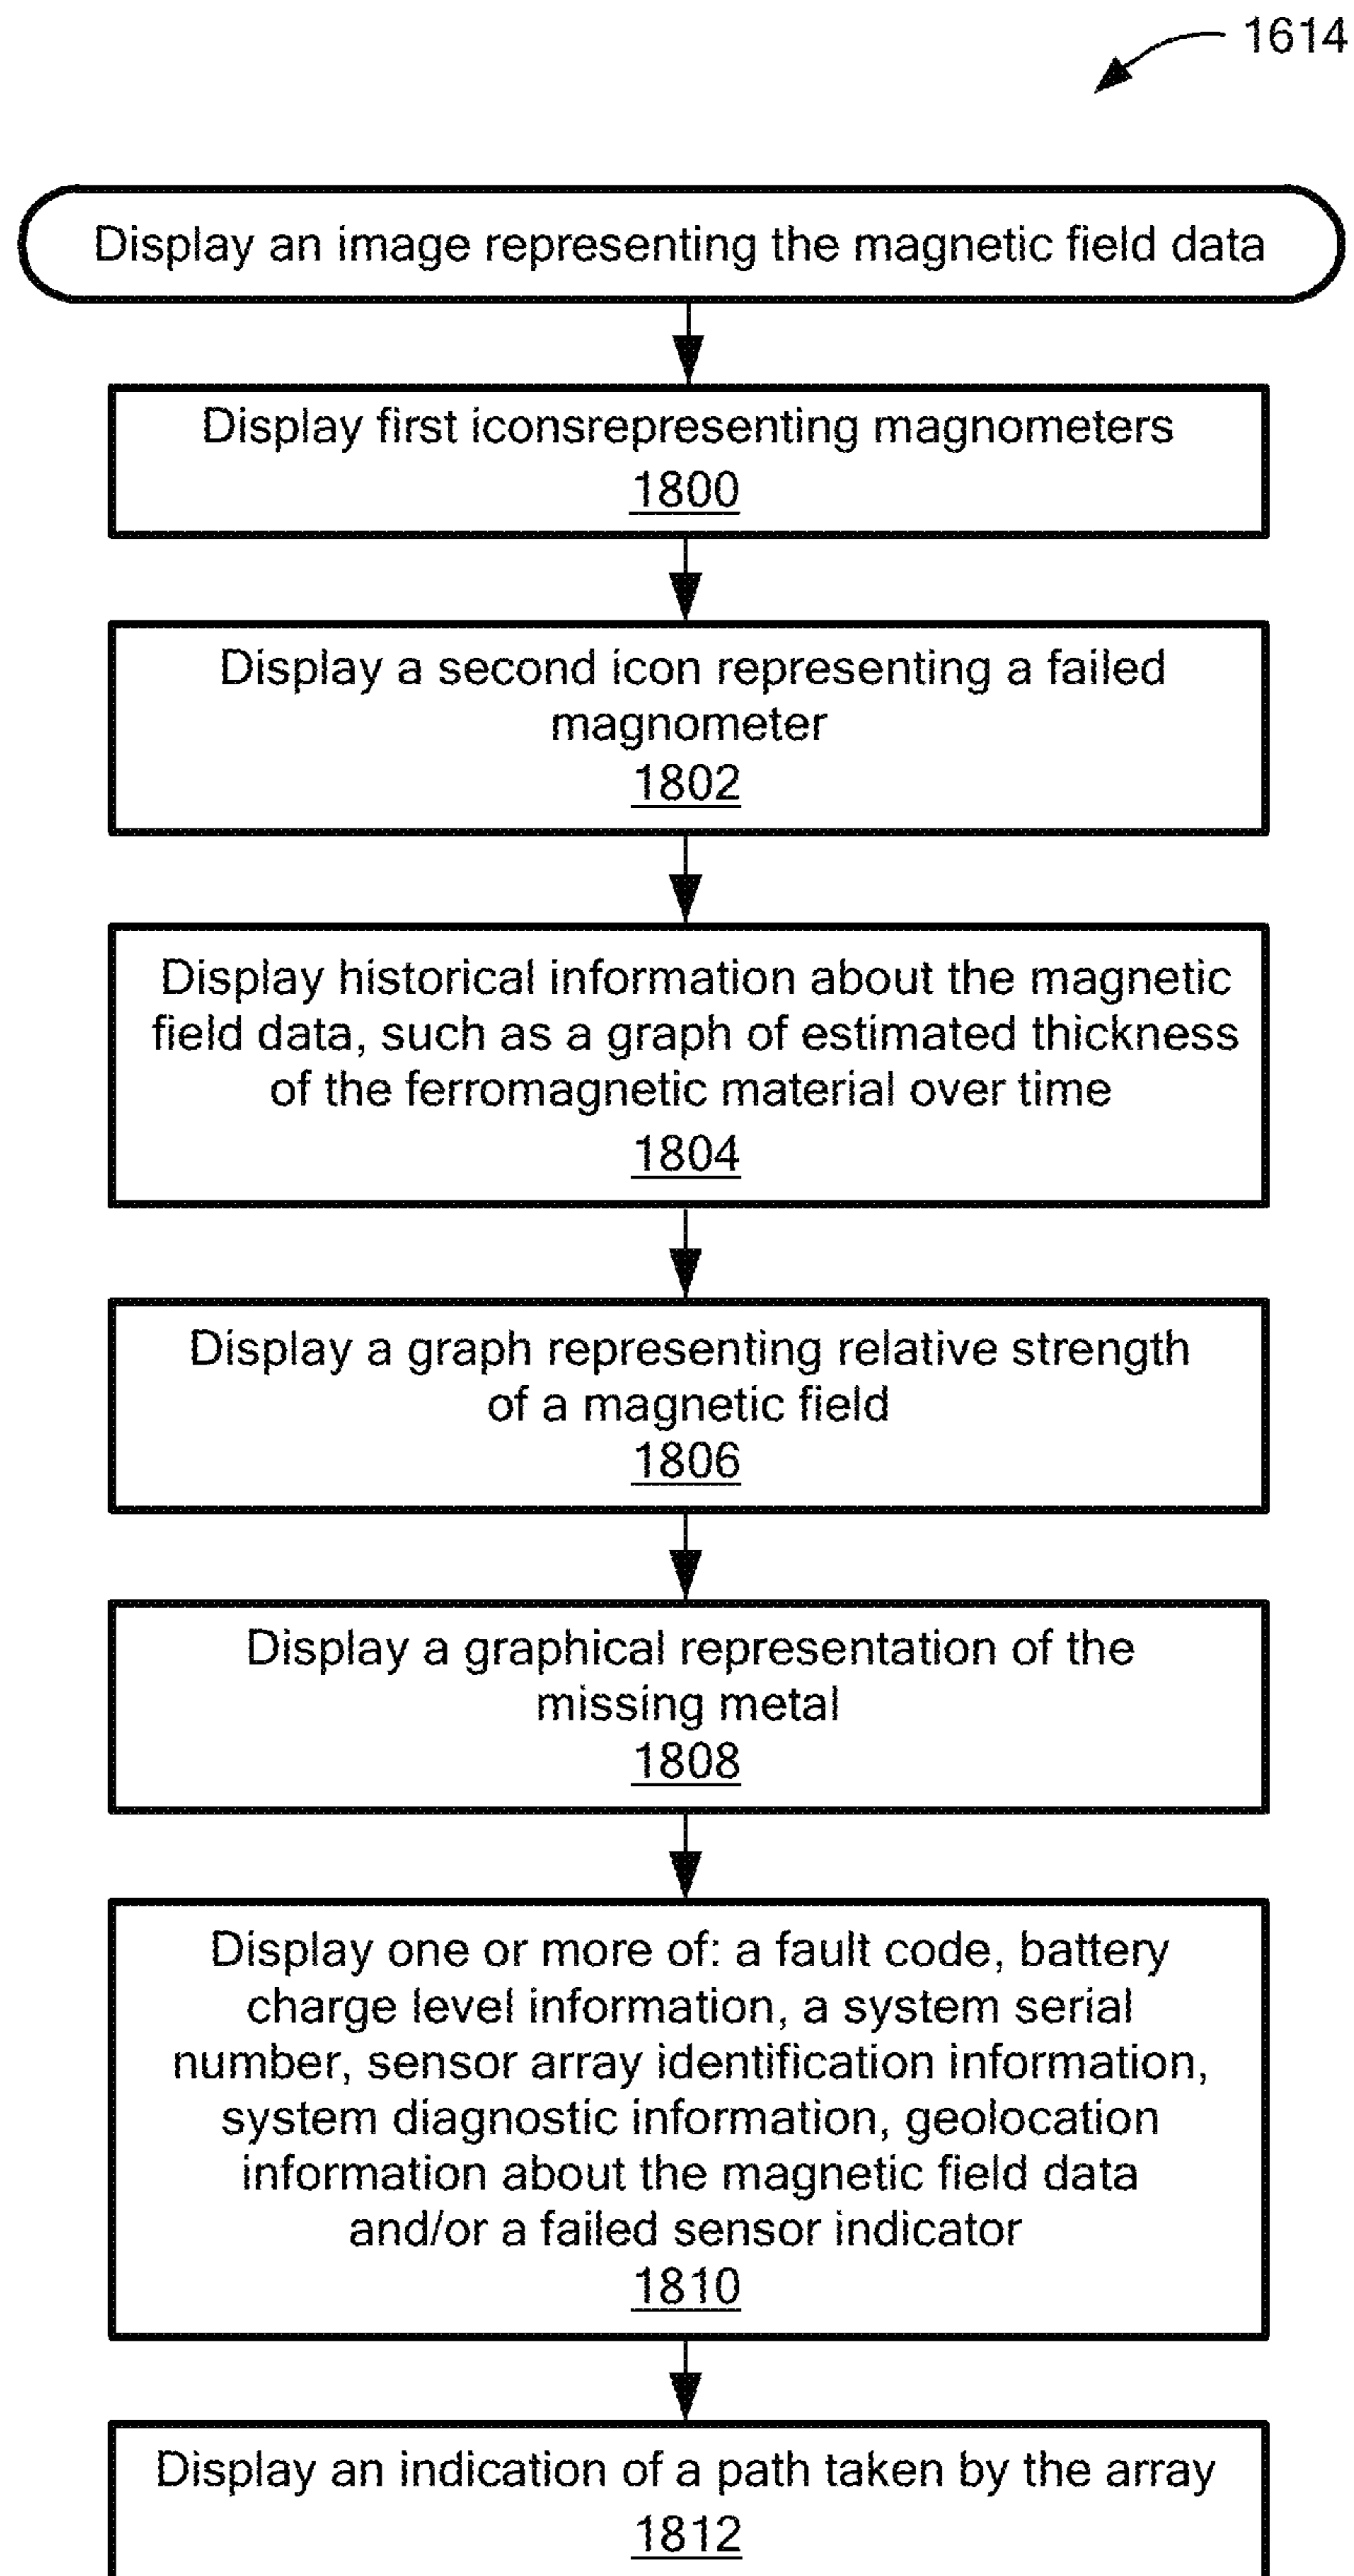 1614
Display an image representing the magnetic field data
Display first iconsrepresenting magnometers
1800
Display a second icon representing a failed
magnometer
1802
Display historical information about the magnetic
field data, such as a graph of estimated thickness
of the ferromagnetic material over time
1804
Display a graph representing relative strength
of a magnetic field
1806
Display a graphical representation of the
missing metal
1808
Display one or more of: a fault code, battery
charge level information, a system serial
number, sensor array identification information,
system diagnostic information, geolocation
information about the magnetic field data
and/or a failed sensor indicator
1810
Display an indication of a path taken by the array
1812